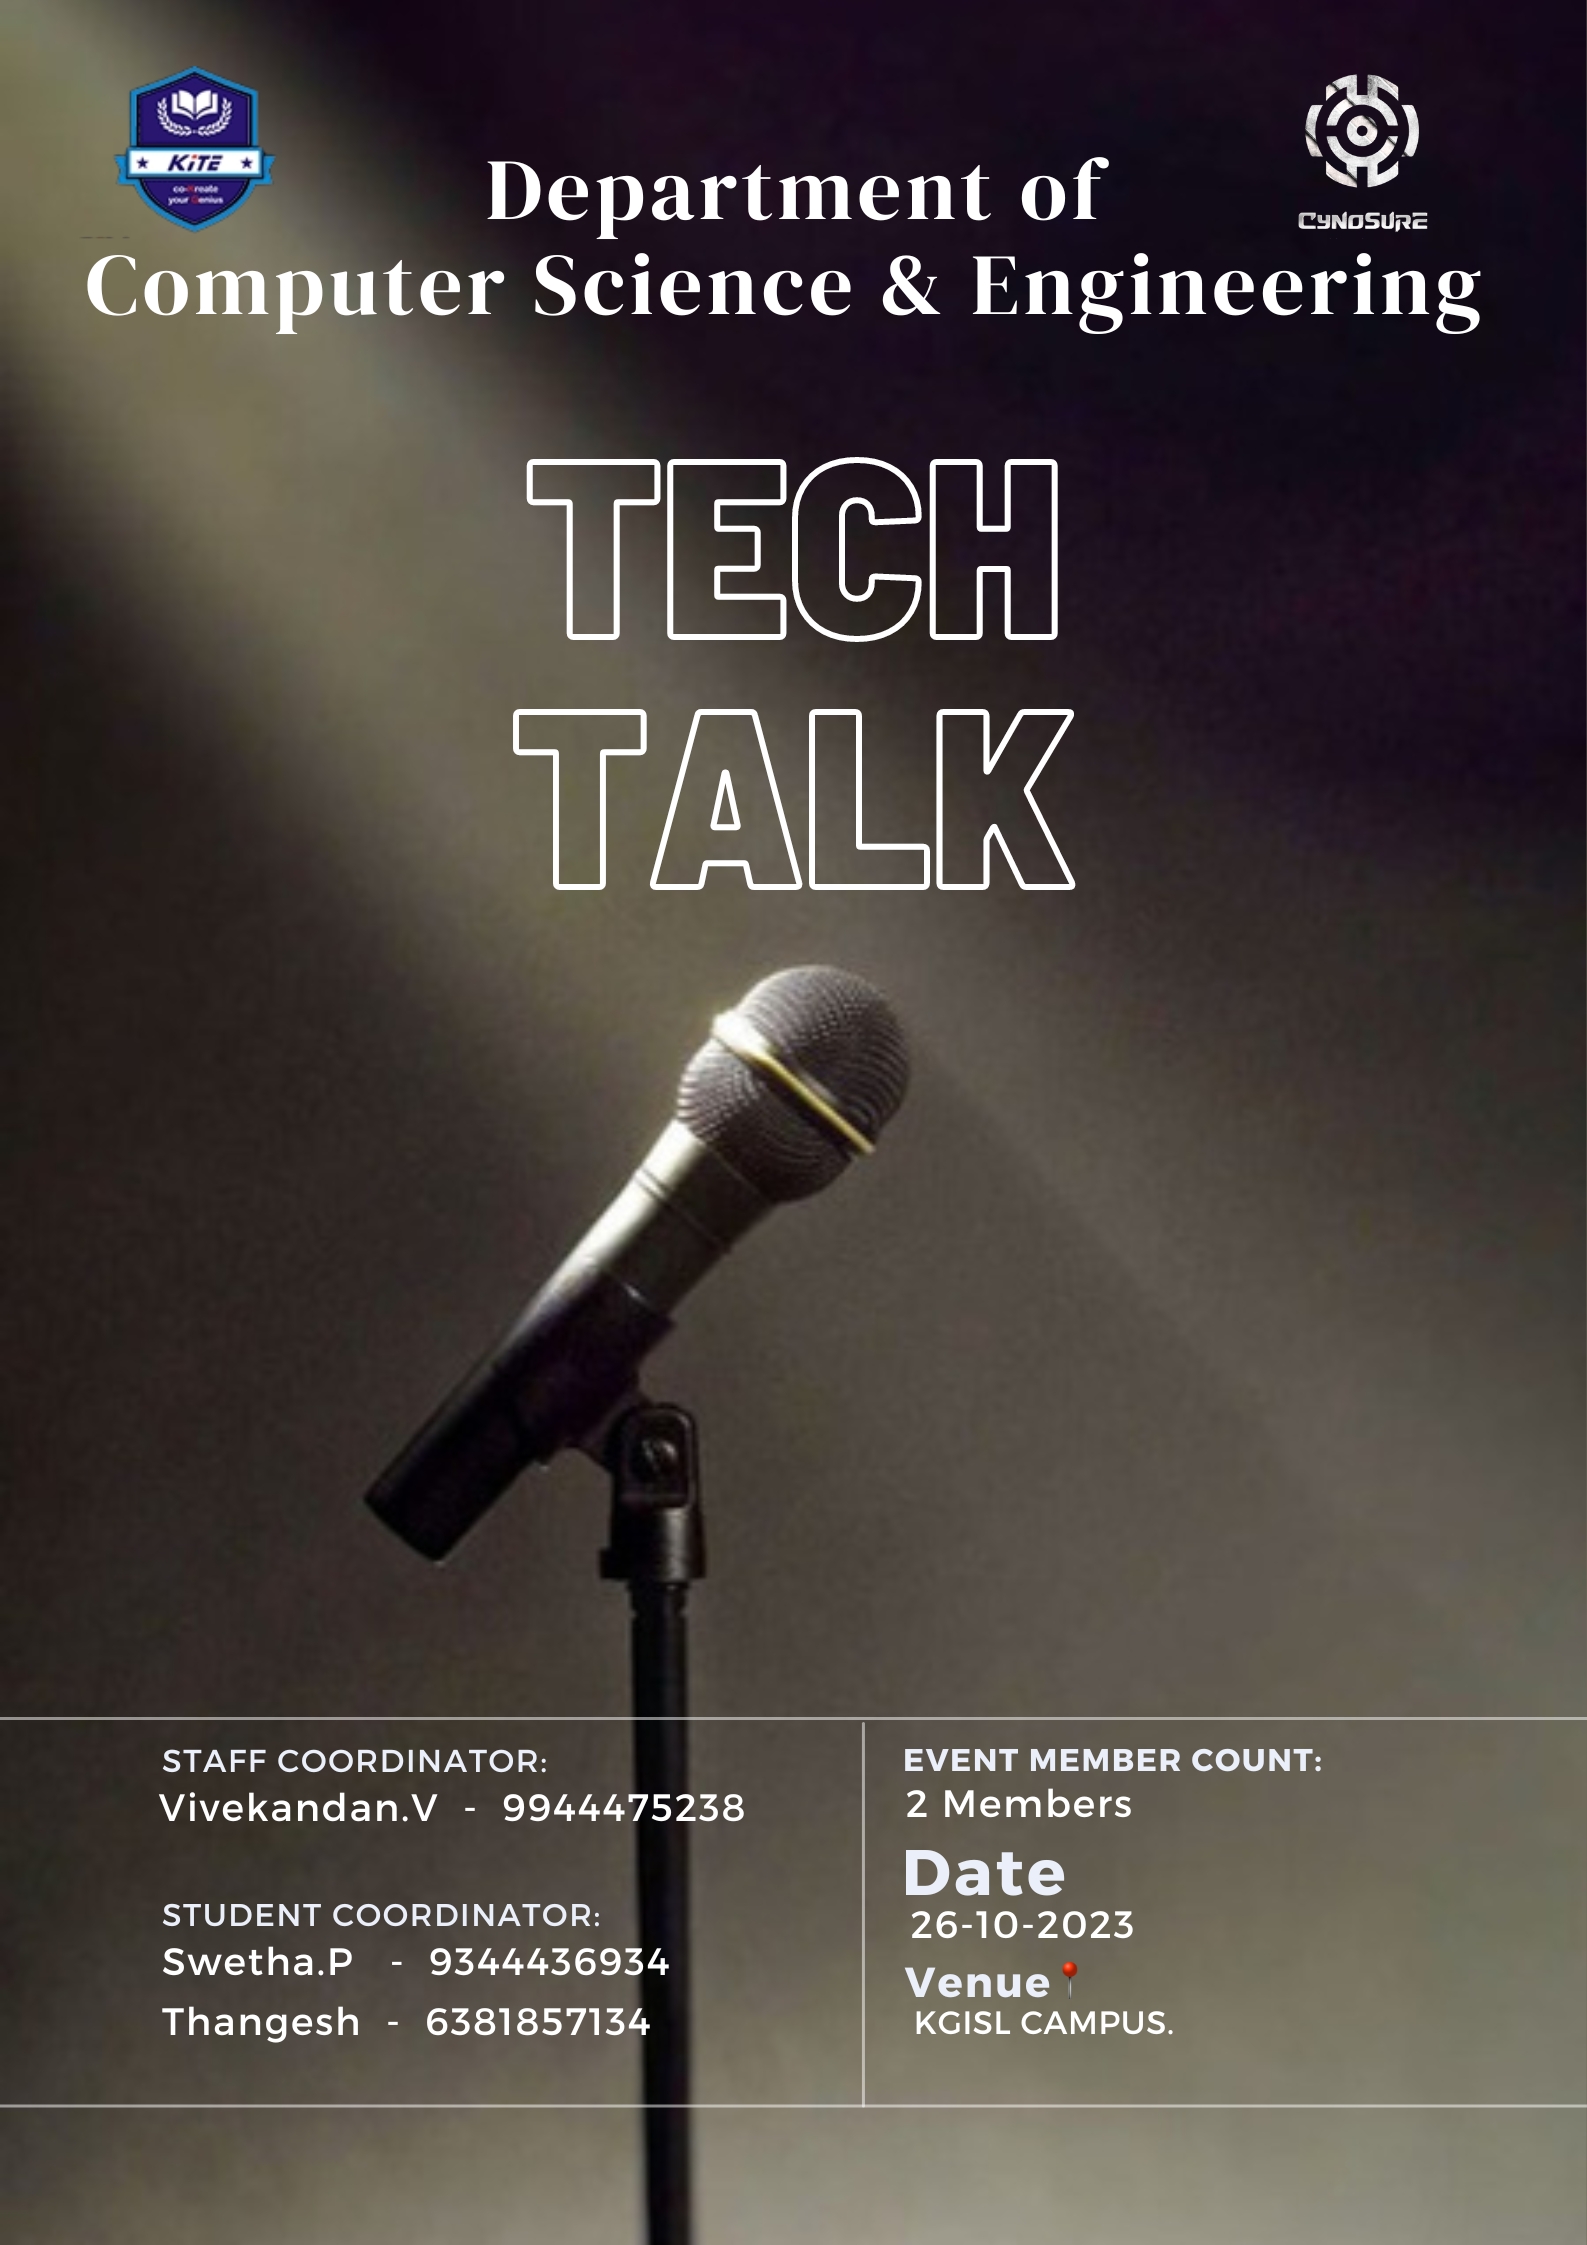 KiTE
co-Kreate
your Genius
CYNOSURE
Department of
Computer Science & Engineering
TECH
TALK
STAFF COORDINATOR:
Vivekandan.V - 9944475238
STUDENT COORDINATOR:
Swetha.P - 9344436934
Thangesh - 6381857134
EVENT MEMBER COUNT:
2 Members
Date
26-10-2023
Venue📍
KGISL CAMPUS.